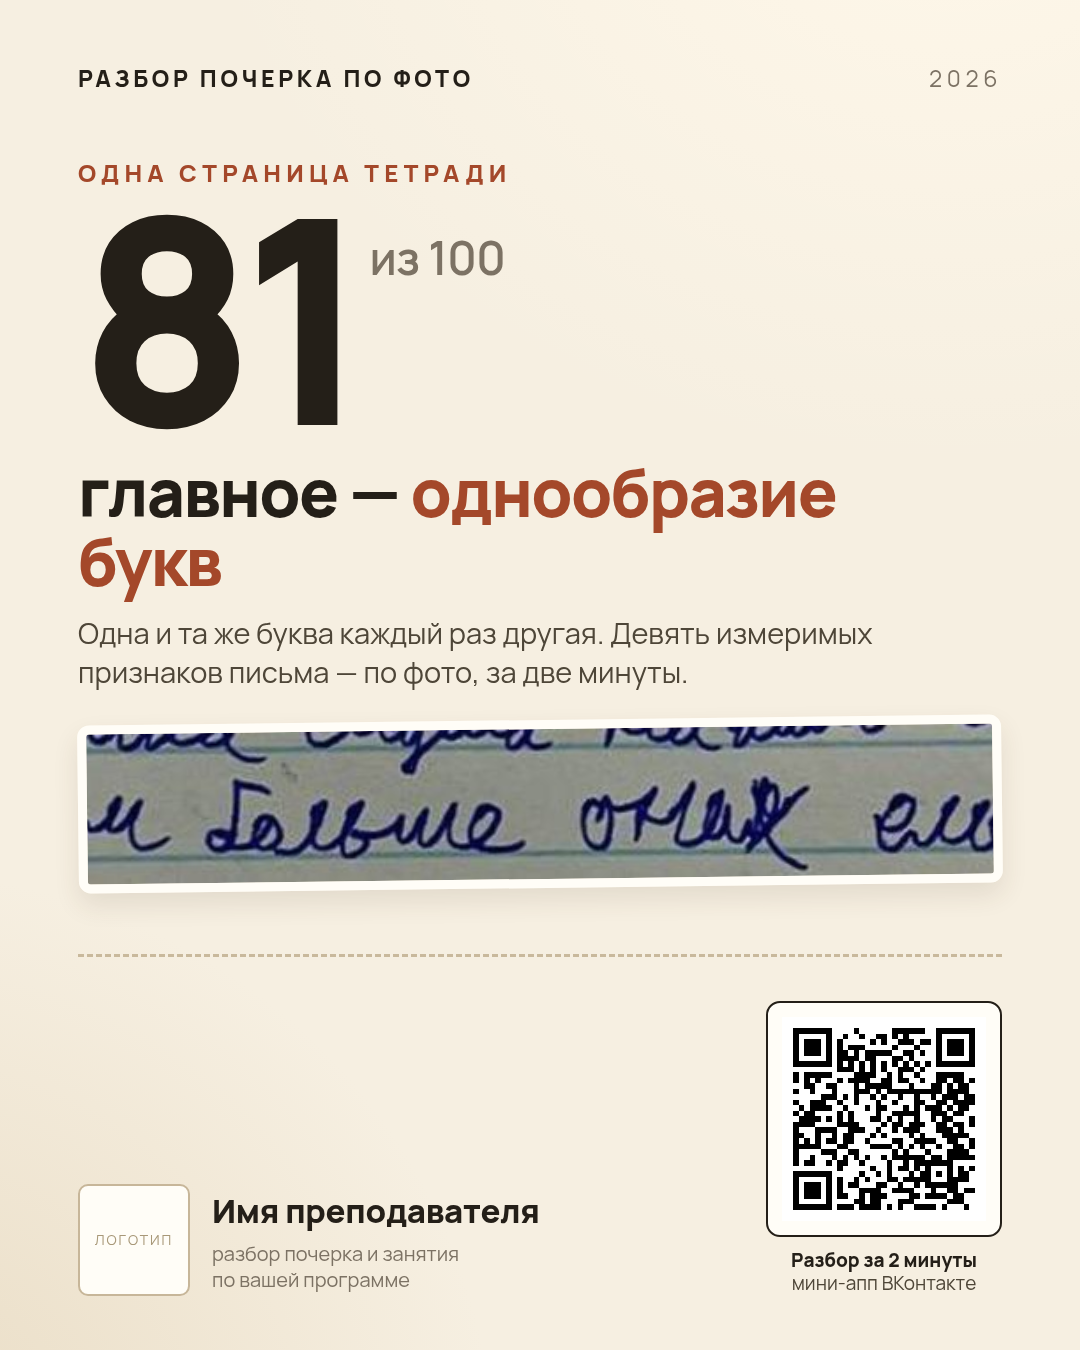 РАЗБОР ПОЧЕРКА ПО ФОТО
2026
ОДНА СТРАНИЦА ТЕТРАДИ
81 из 100
главное — однообразие
букв
Одна и та же буква каждый раз другая. Девять измеримых
признаков письма — по фото, за две минуты.
больше
ЛОГОТИП
Имя преподавателя
разбор почерка и занятия
по вашей программе
Разбор за 2 минуты
мини-апп ВКонтакте